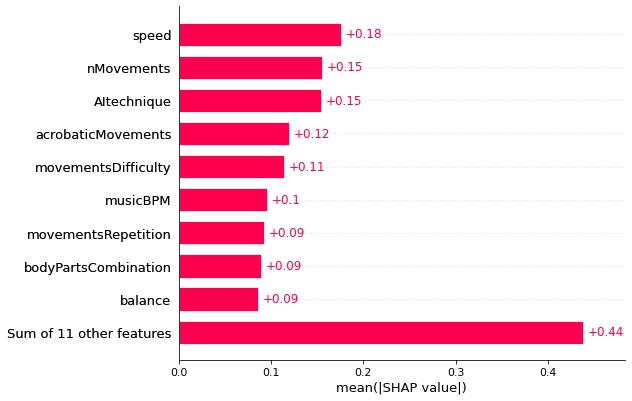 speed +0.18
nMovements +0.15
AItechnique +0.15
acrobaticMovements +0.12
movementsDifficulty +0.11
musicBPM +0.1
movementsRepetition +0.09
bodyPartsCombination +0.09
balance +0.09
Sum of 11 other features +0.44
0.0 0.1 0.2 0.3 0.4
mean(|SHAP value|)